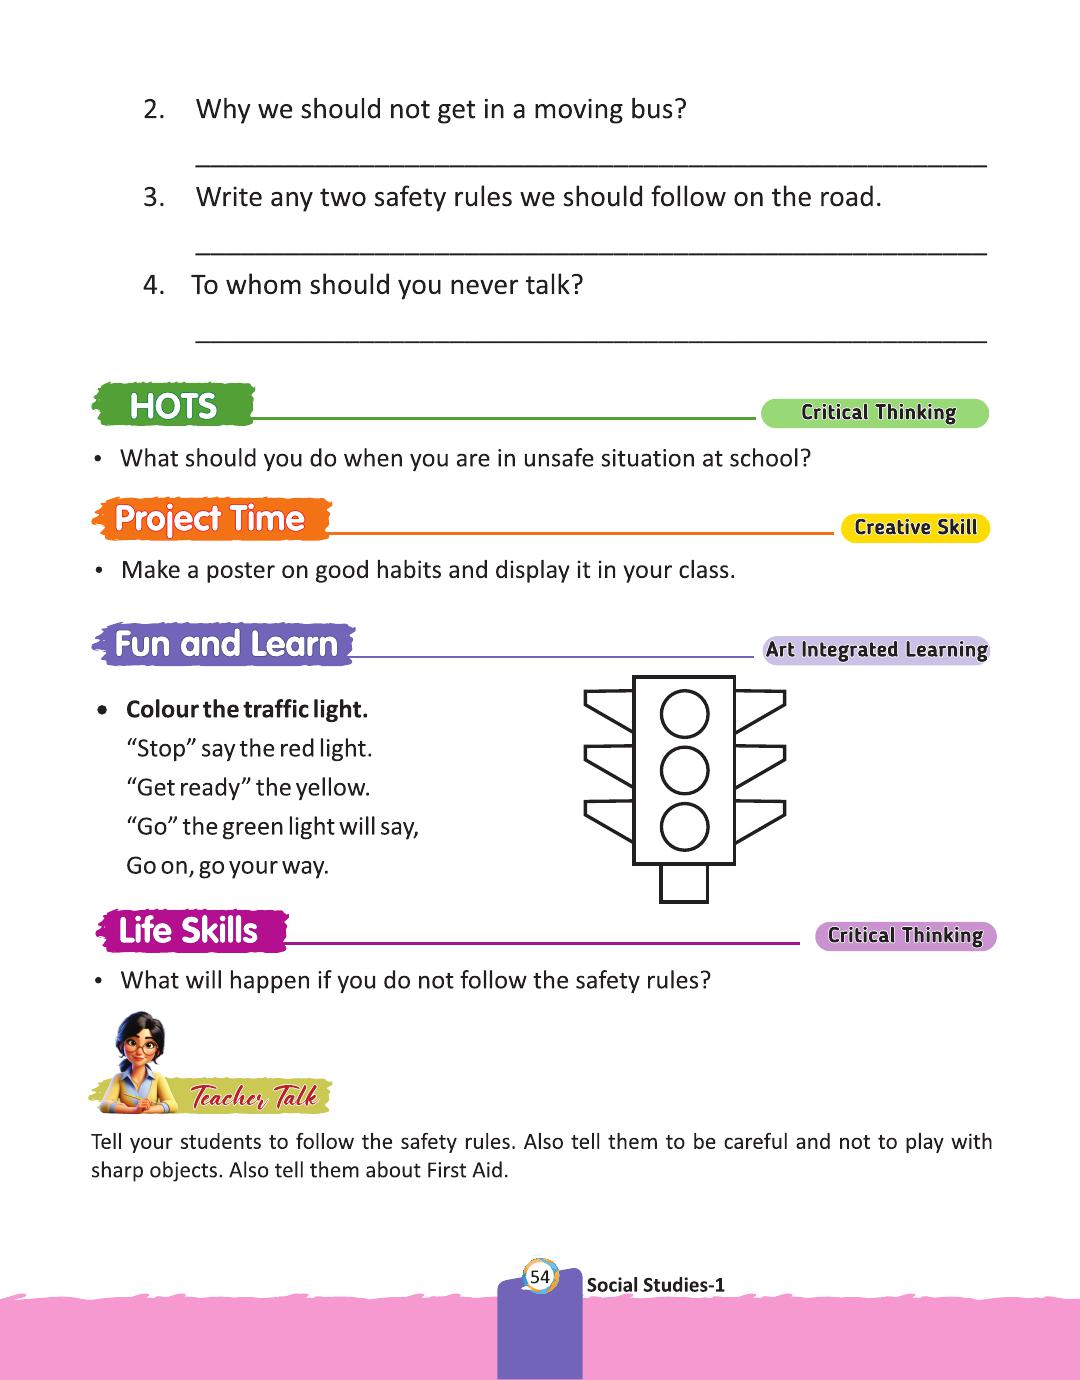 2. Why we should not get in a moving bus?
3. Write any two safety rules we should follow on the road.
4. To whom should you never talk?
HOTS
Critical Thinking
• What should you do when you are in unsafe situation at school?
Project Time
Creative Skill
• Make a poster on good habits and display it in your class.
Fun and Learn
Art Integrated Learning
• Colour the traffic light.
“Stop” say the red light.
“Get ready” the yellow.
“Go” the green light will say,
Go on, go your way.
Life Skills
Critical Thinking
• What will happen if you do not follow the safety rules?
Teacher Talk
Tell your students to follow the safety rules. Also tell them to be careful and not to play with
sharp objects. Also tell them about First Aid.
54
Social Studies-1